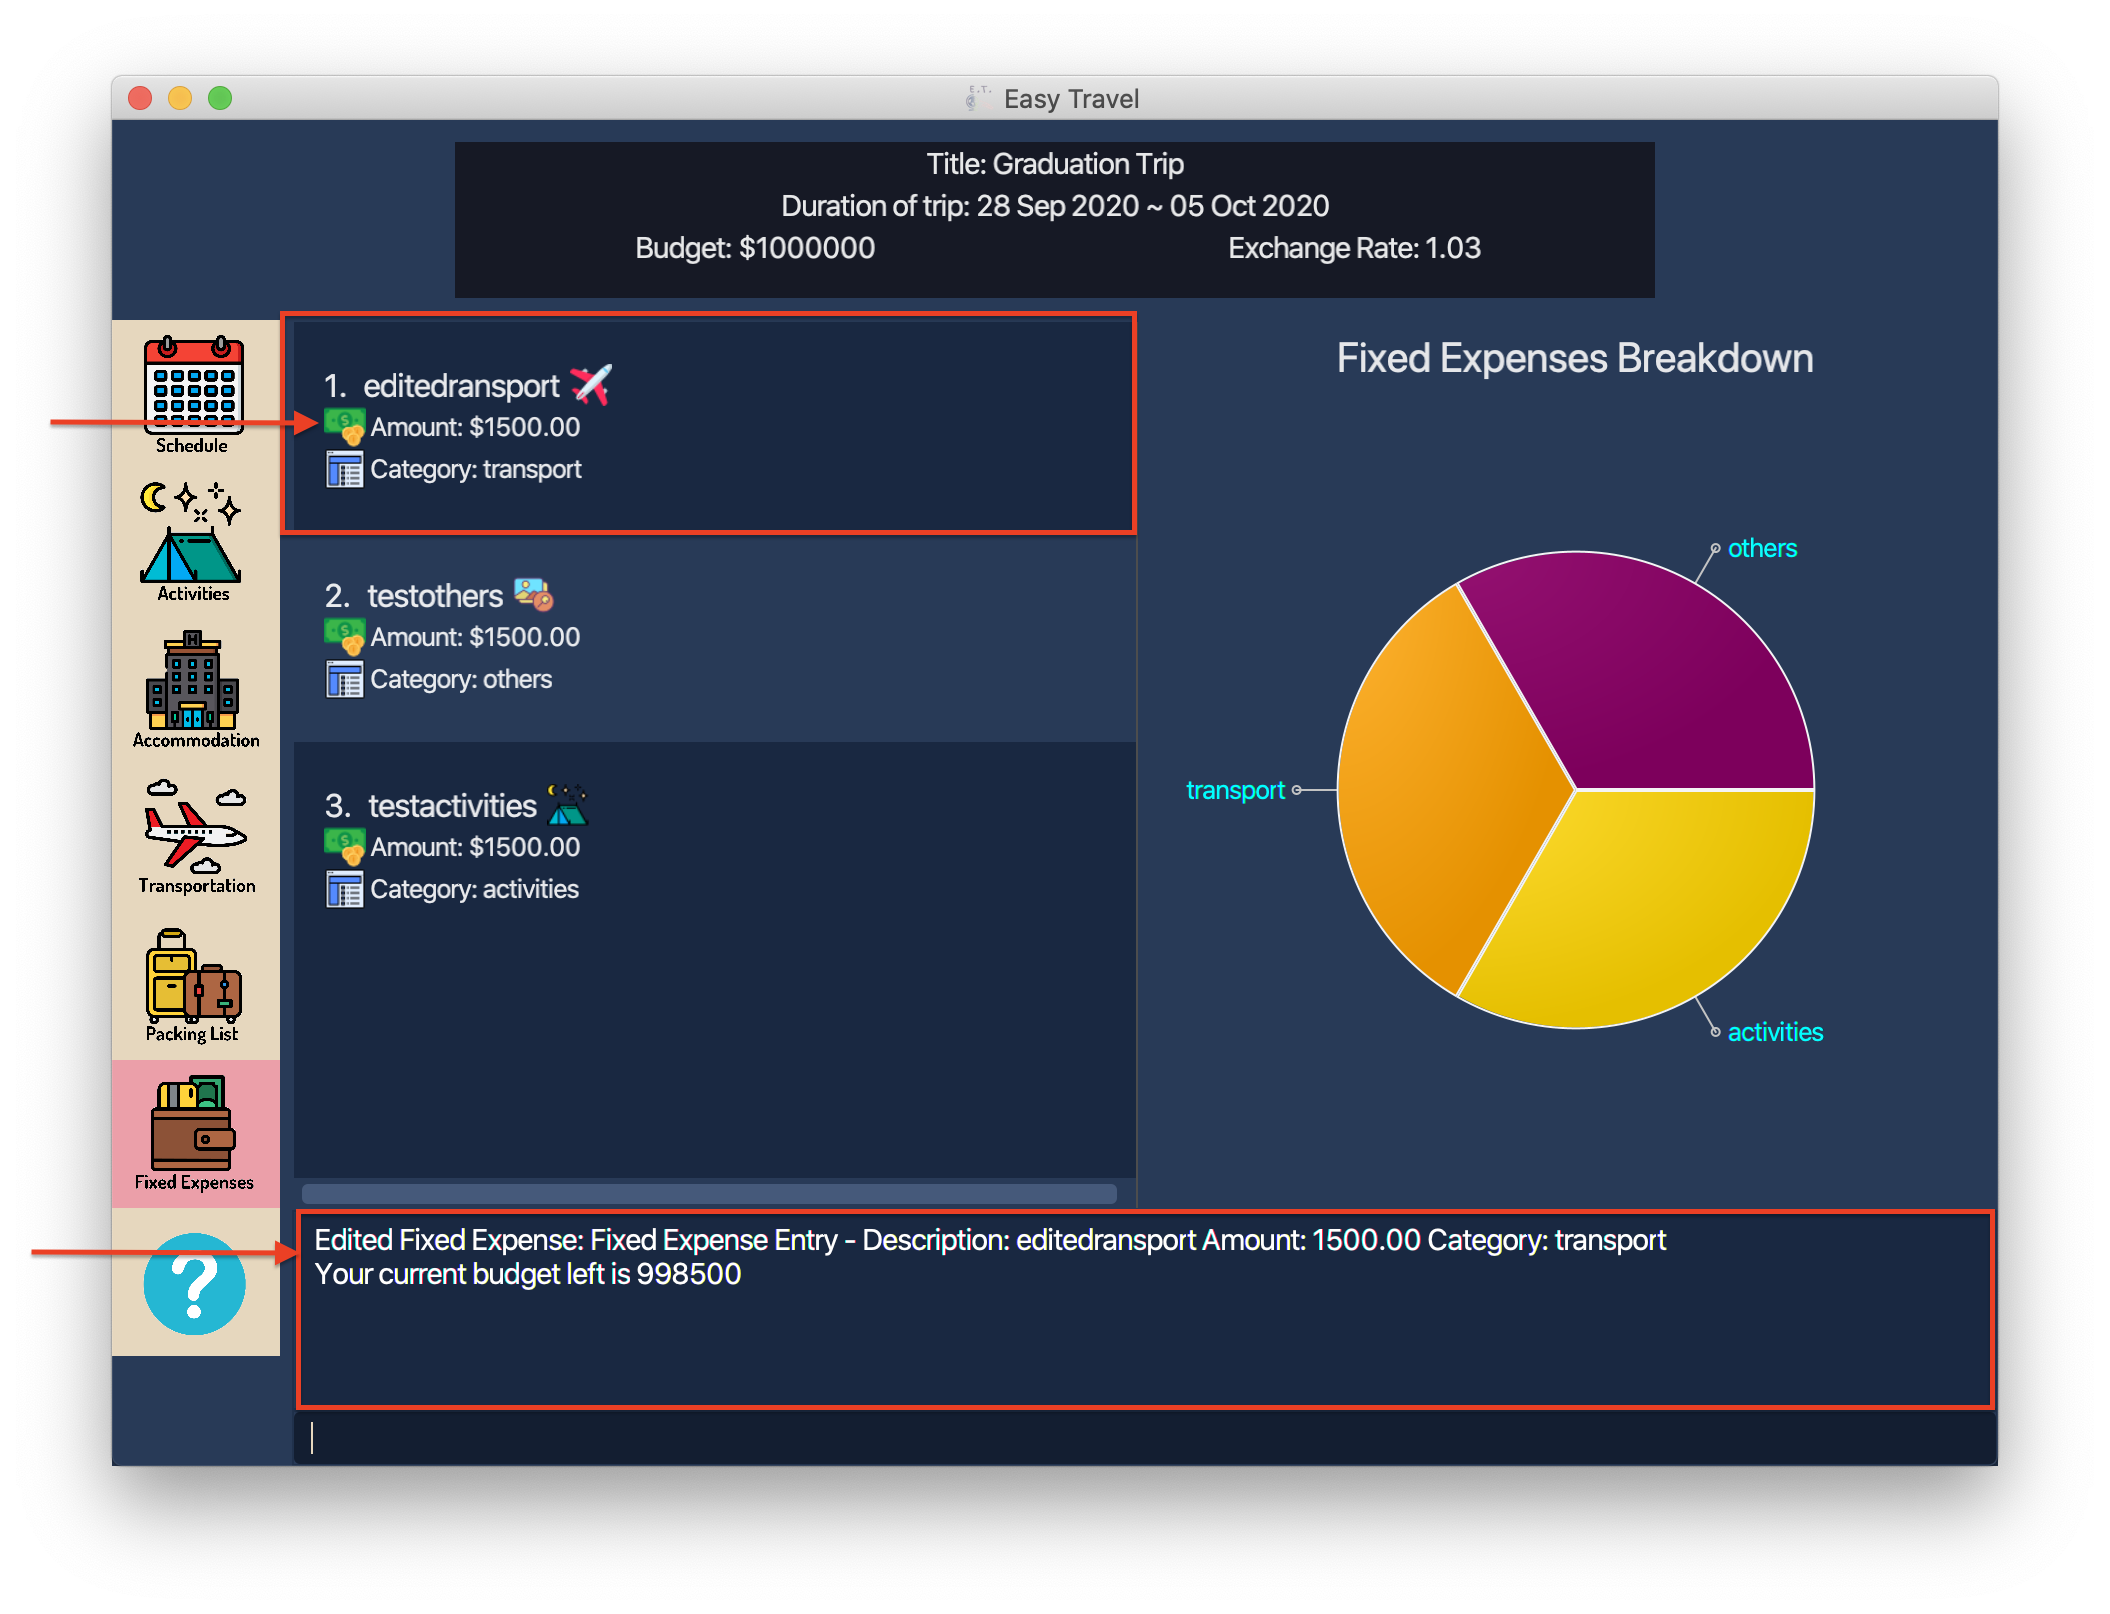 E.T.
Easy Travel
Title: Graduation Trip
Duration of trip: 28 Sep 2020 ~ 05 Oct 2020
Budget: $1000000
Exchange Rate: 1.03
Schedule
Activities
H
Accommodation
Transportation
Packing List
Fixed Expenses
?
1. editedransport
Amount: $1500.00
Category: transport
2. testothers
Amount: $1500.00
Category: others
3. testactivities
Amount: $1500.00
Category: activities
Fixed Expenses Breakdown
others
transport
activities
Edited Fixed Expense: Fixed Expense Entry - Description: editedransport Amount: 1500.00 Category: transport
Your current budget left is 998500